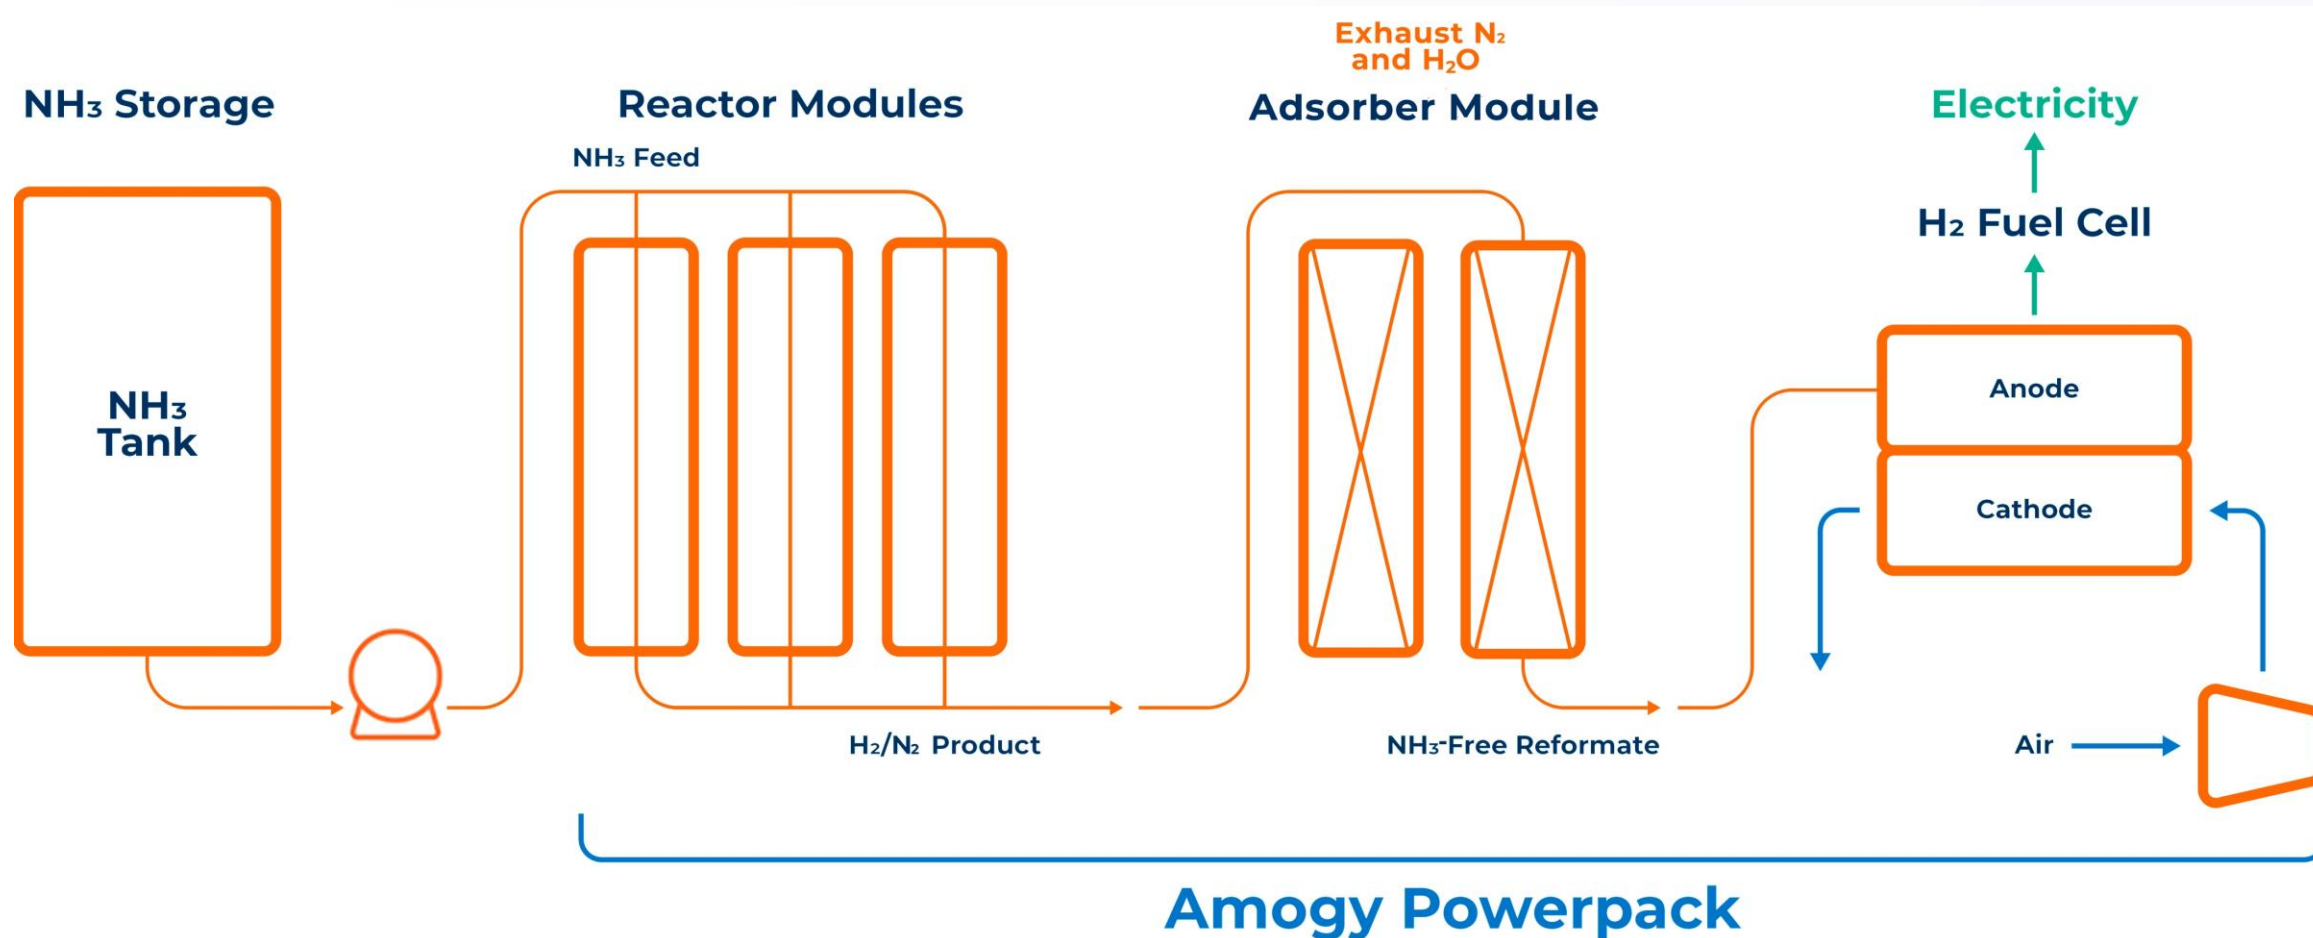 NH₃ Storage
NH₃
Tank
Reactor Modules
NH₃ Feed
H₂/N₂ Product
Exhaust N₂
and H₂O
Adsorber Module
NH₃-Free Reformate
Electricity
H₂ Fuel Cell
Anode
Cathode
Air
Amogy Powerpack